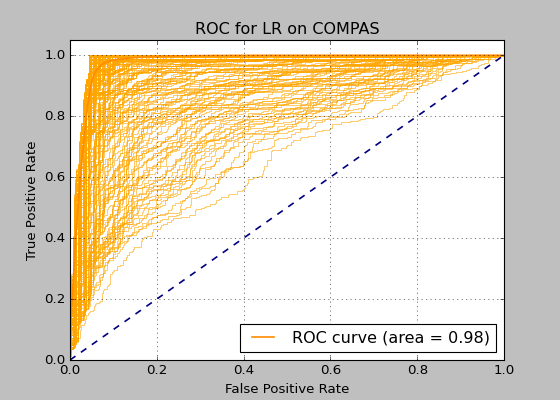 ROC for LR on COMPAS
True Positive Rate
1.0
0.8
0.6
0.4
0.2
0.0
ROC curve (area = 0.98)
0.0 0.2 0.4 0.6 0.8 1.0
False Positive Rate